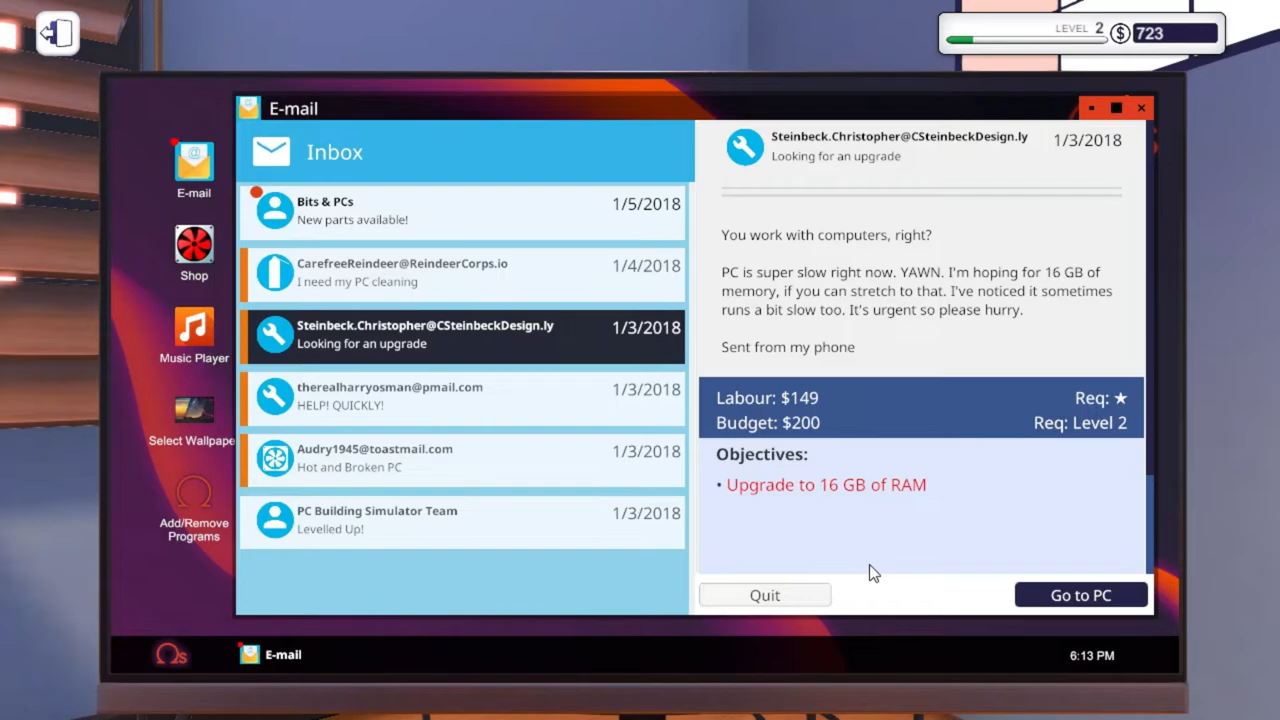 LEVEL 2
$ 723
E-mail
Inbox
Bits & PCs
1/5/2018
New parts available!
CarefreeReindeer@ReindeerCorps.io
1/4/2018
I need my PC cleaning
Steinbeck.Christopher@CSteinbeckDesign.ly
1/3/2018
Looking for an upgrade
therealharryosman@pmail.com
1/3/2018
HELP! QUICKLY!
Audry1945@toastmail.com
1/3/2018
Hot and Broken PC
PC Building Simulator Team
1/3/2018
Levelled Up!
E-mail
Shop
Music Player
Select Wallpape
Add/Remove
Programs
Steinbeck.Christopher@CSteinbeckDesign.ly
1/3/2018
Looking for an upgrade
You work with computers, right?
PC is super slow right now. YAWN. I'm hoping for 16 GB of
memory, if you can stretch to that. I've noticed it sometimes
runs a bit slow too. It's urgent so please hurry.
Sent from my phone
Labour: $149
Req: ★
Budget: $200
Req: Level 2
Objectives:
• Upgrade to 16 GB of RAM
Quit
Go to PC
Ωs
E-mail
6:13 PM